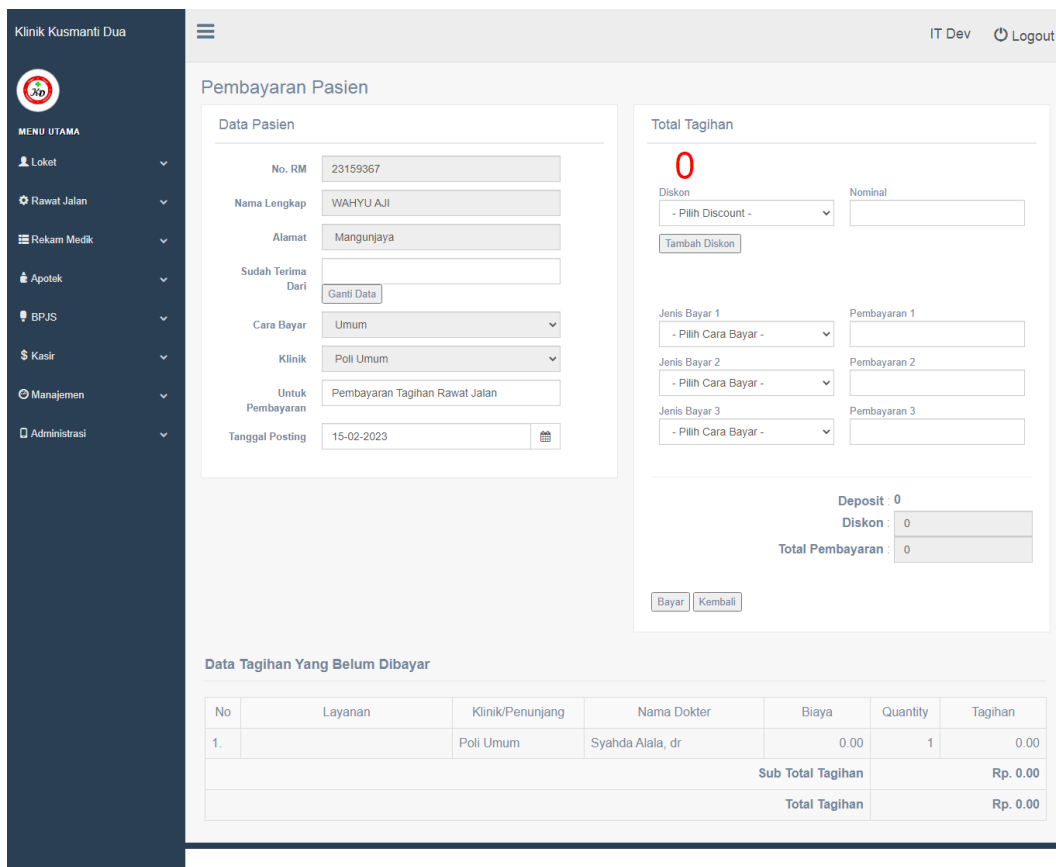 Klinik Kusmanti Dua
IT Dev Logout
KD
MENU UTAMA
Loket
Rawat Jalan
Rekam Medik
Apotek
BPJS
$ Kasir
Manajemen
Administrasi
Pembayaran Pasien
Data Pasien
No. RM 23159367
Nama Lengkap WAHYU AJI
Alamat Mangunjaya
Sudah Terima
Dari
Ganti Data
Cara Bayar Umum
Klinik Poli Umum
Untuk Pembayaran Tagihan Rawat Jalan
Pembayaran
Tanggal Posting 15-02-2023
Total Tagihan
0
Diskon Nominal
- Pilih Discount -
Tambah Diskon
Jenis Bayar 1 Pembayaran 1
- Pilih Cara Bayar -
Jenis Bayar 2 Pembayaran 2
- Pilih Cara Bayar -
Jenis Bayar 3 Pembayaran 3
- Pilih Cara Bayar -
Deposit : 0
Diskon : 0
Total Pembayaran : 0
Bayar Kembali
Data Tagihan Yang Belum Dibayar
No Layanan Klinik/Penunjang Nama Dokter Biaya Quantity Tagihan
1. Poli Umum Syahda Alala, dr 0.00 1 0.00
Sub Total Tagihan Rp. 0.00
Total Tagihan Rp. 0.00